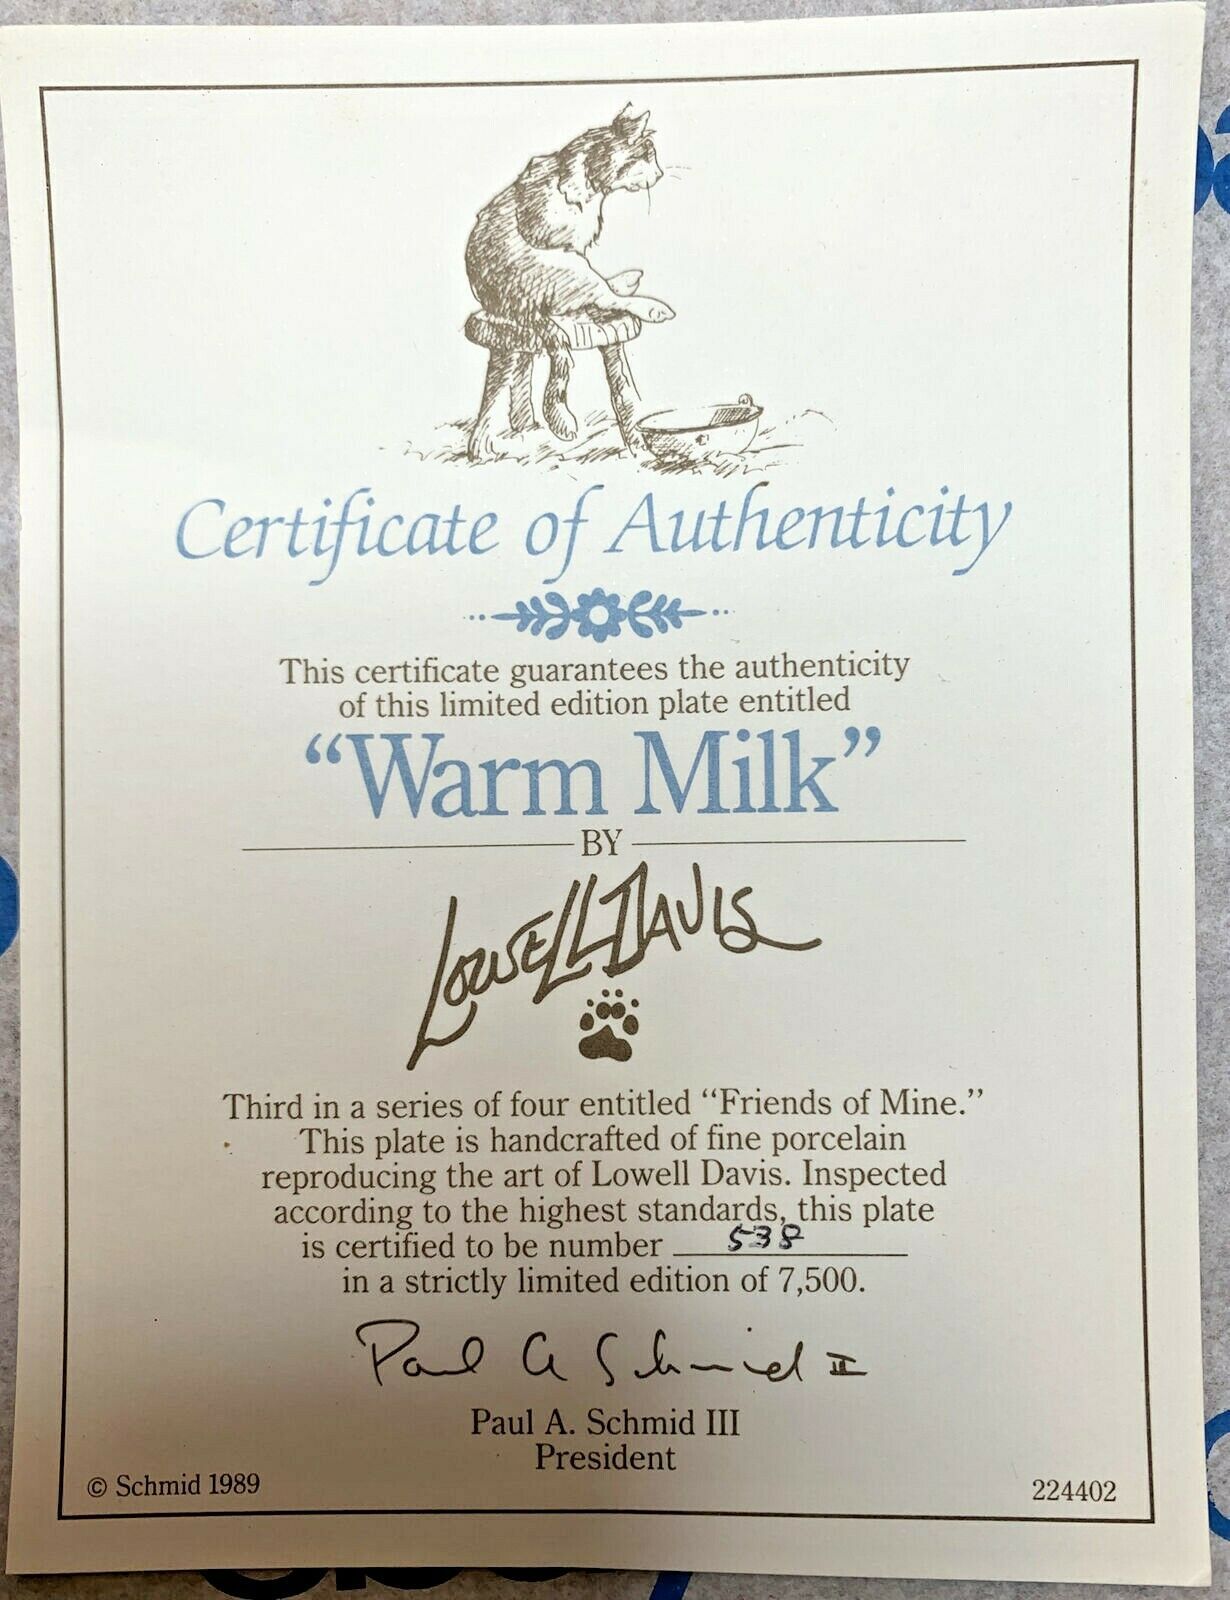 Certificate of Authenticity
This certificate guarantees the authenticity
of this limited edition plate entitled
“Warm Milk”
BY
LOWELL DAVIS
Third in a series of four entitled “Friends of Mine.”
This plate is handcrafted of fine porcelain
reproducing the art of Lowell Davis. Inspected
according to the highest standards, this plate
is certified to be number 538
in a strictly limited edition of 7,500.
Paul A Schmid III
Paul A. Schmid III
President
© Schmid 1989
224402